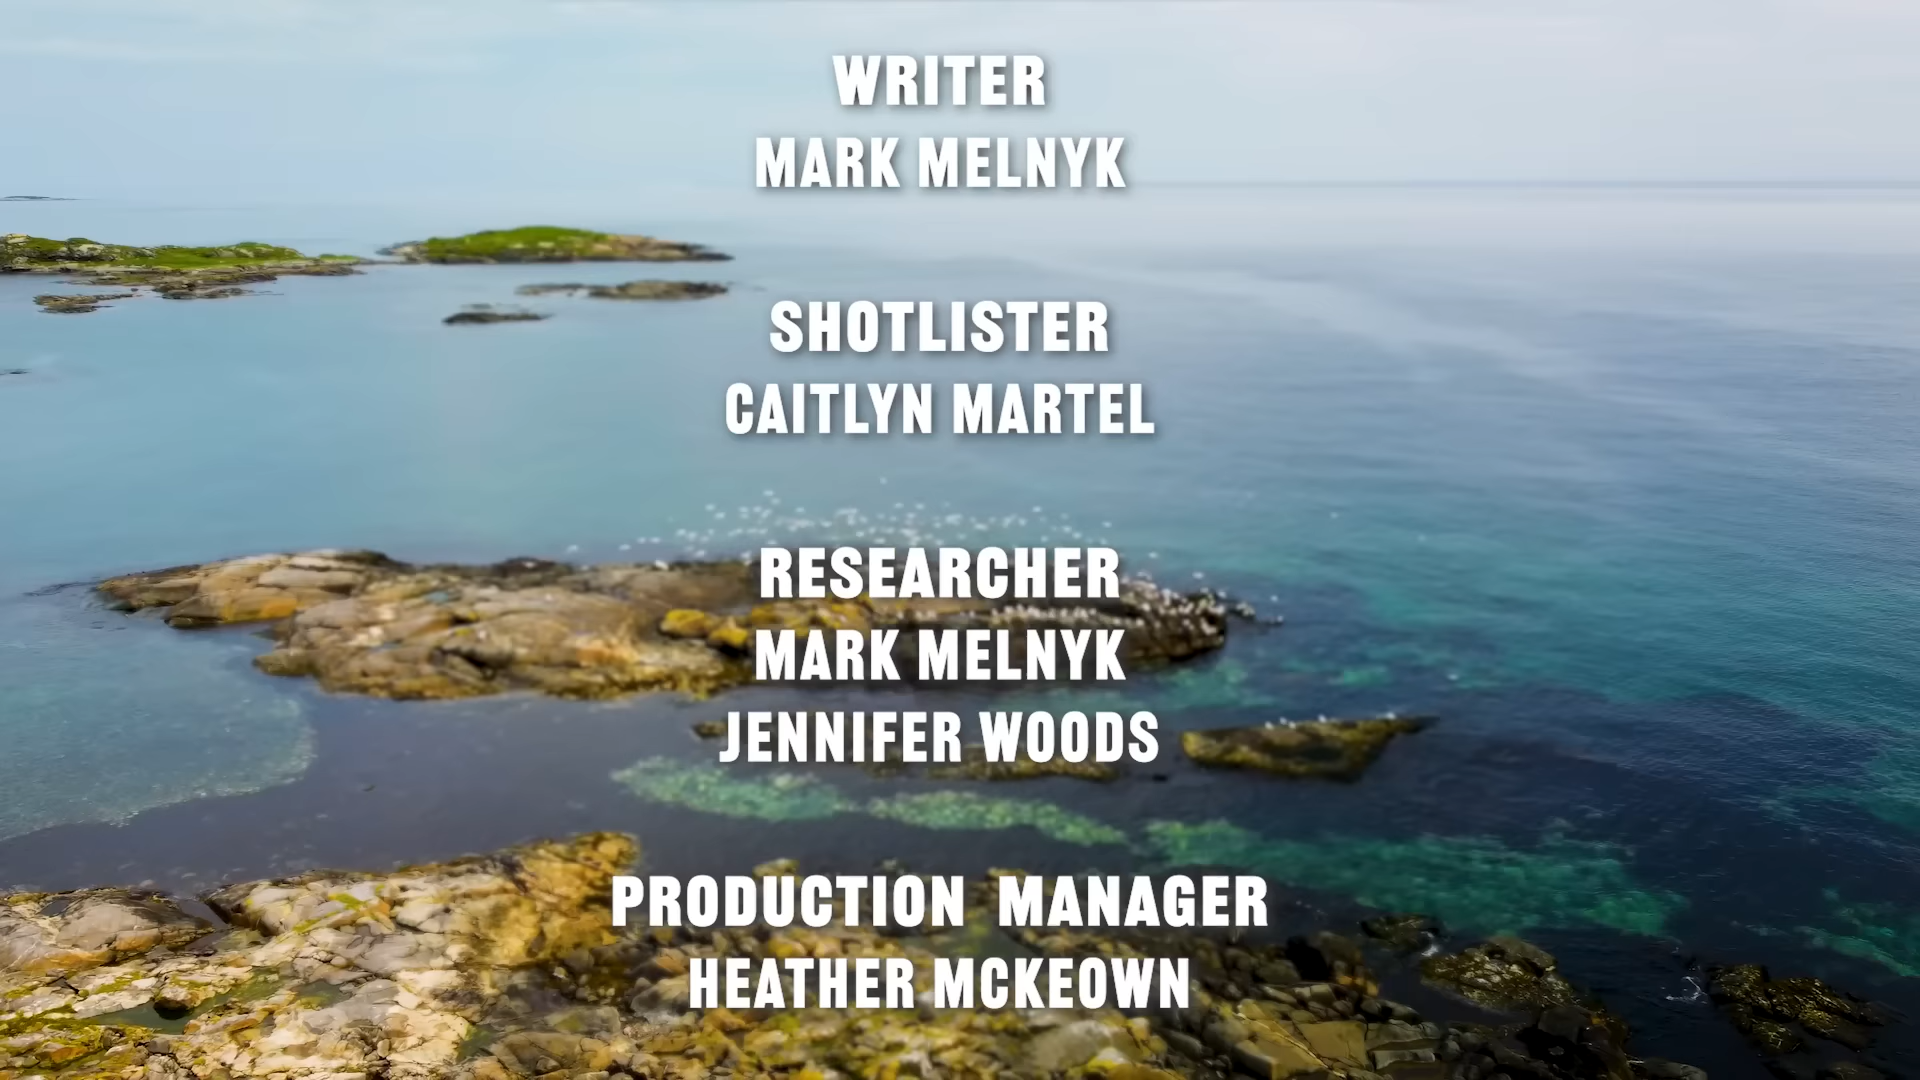 WRITER
MARK MELNYK
SHOTLISTER
CAITLYN MARTEL
RESEARCHER
MARK MELNYK
JENNIFER WOODS
PRODUCTION MANAGER
HEATHER MCKEOWN